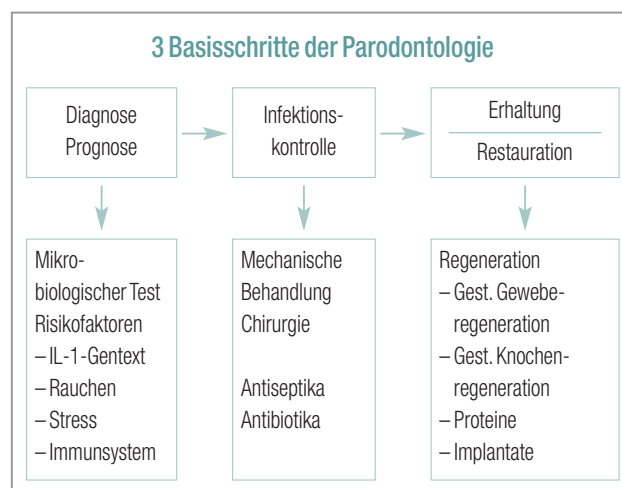 3 Basisschritte der Parodontologie
Diagnose
Prognose
Infektions-
kontrolle
Erhaltung
Restauration
Mikro-
biologischer Test
Risikofaktoren
– IL-1-Gentext
– Rauchen
– Stress
– Immunsystem
Mechanische
Behandlung
Chirurgie
Antiseptika
Antibiotika
Regeneration
– Gest. Gewebe-
regeneration
– Gest. Knochen-
regeneration
– Proteine
– Implantate